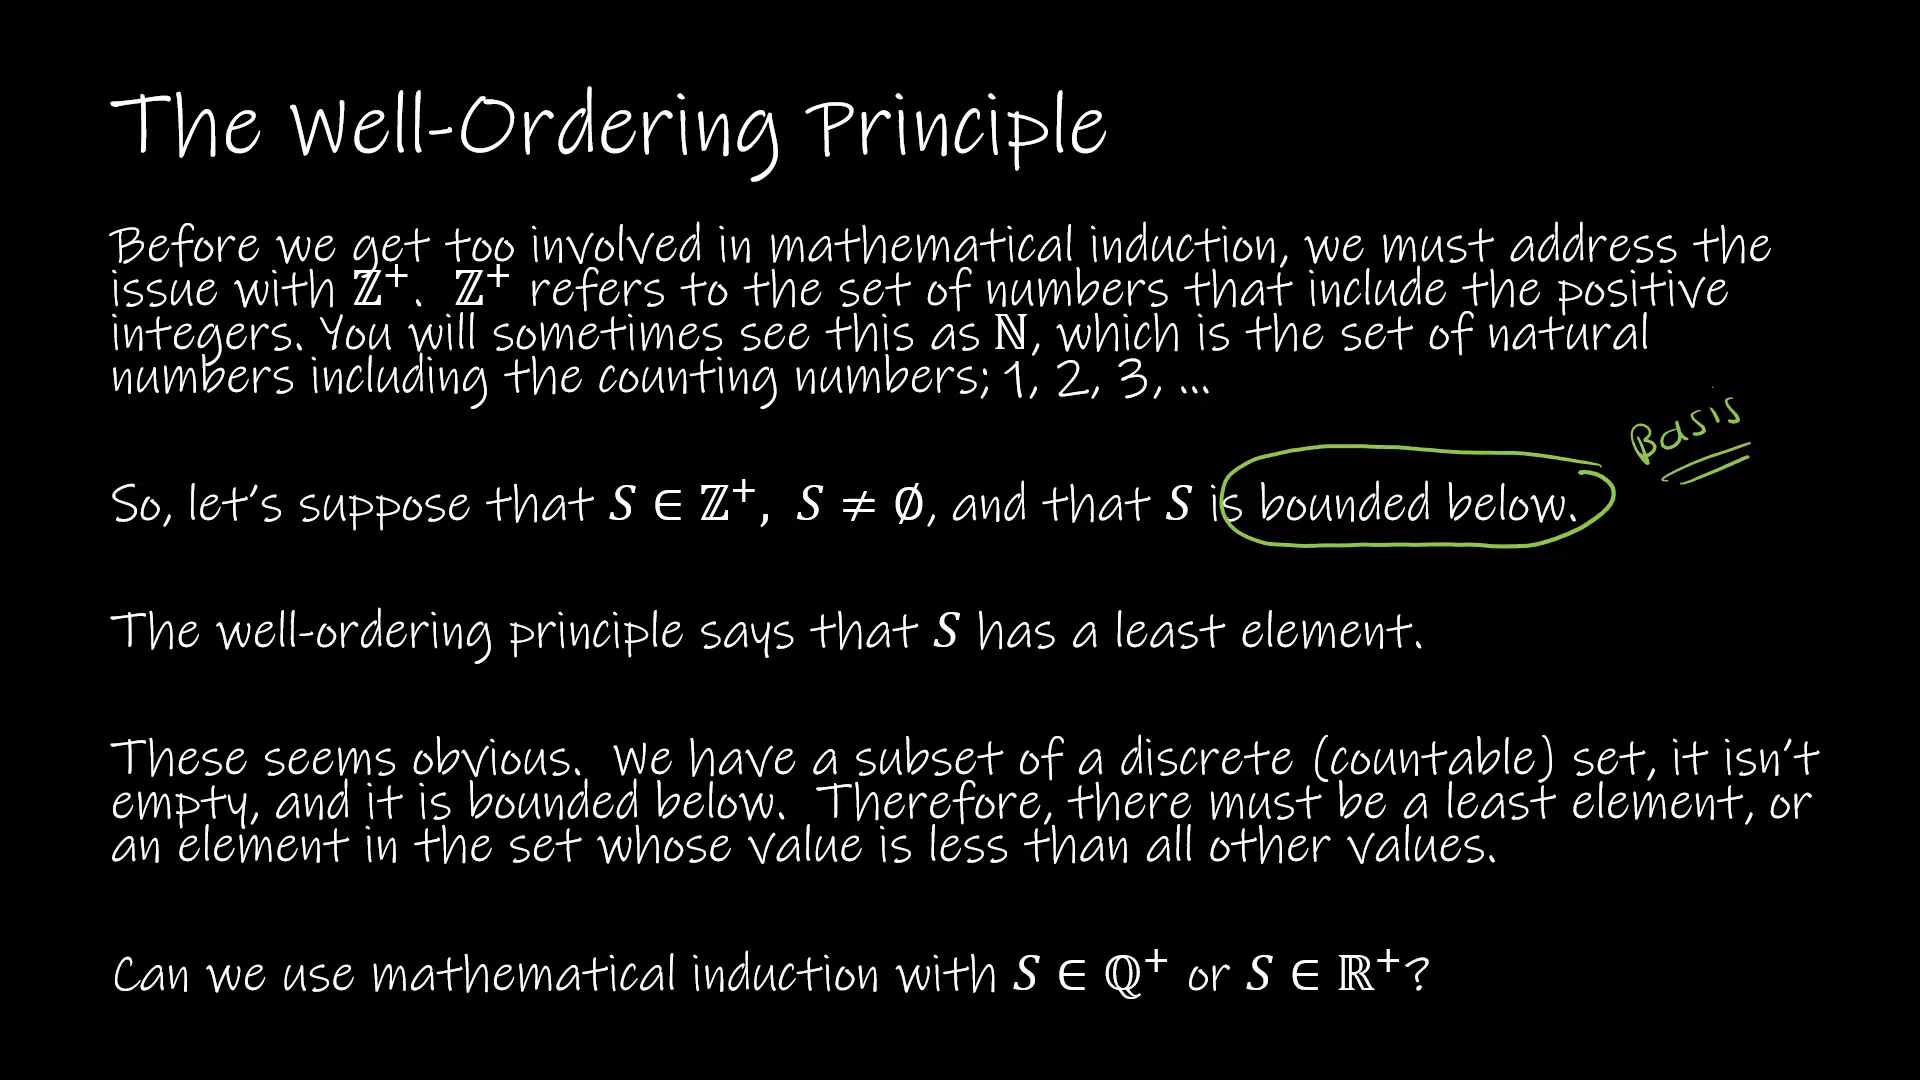 The Well-Ordering Principle
Before we get too involved in mathematical induction, we must address the
issue with ℤ⁺. ℤ⁺ refers to the set of numbers that include the positive
integers. You will sometimes see this as ℕ, which is the set of natural
numbers including the counting numbers; 1, 2, 3, ...
Basis
So, let's suppose that S ∈ ℤ⁺, S ≠ ∅, and that S is bounded below.
The well-ordering principle says that S has a least element.
These seems obvious. We have a subset of a discrete (countable) set, it isn't
empty, and it is bounded below. Therefore, there must be a least element, or
an element in the set whose value is less than all other values.
Can we use mathematical induction with S ∈ ℚ⁺ or S ∈ ℝ⁺?